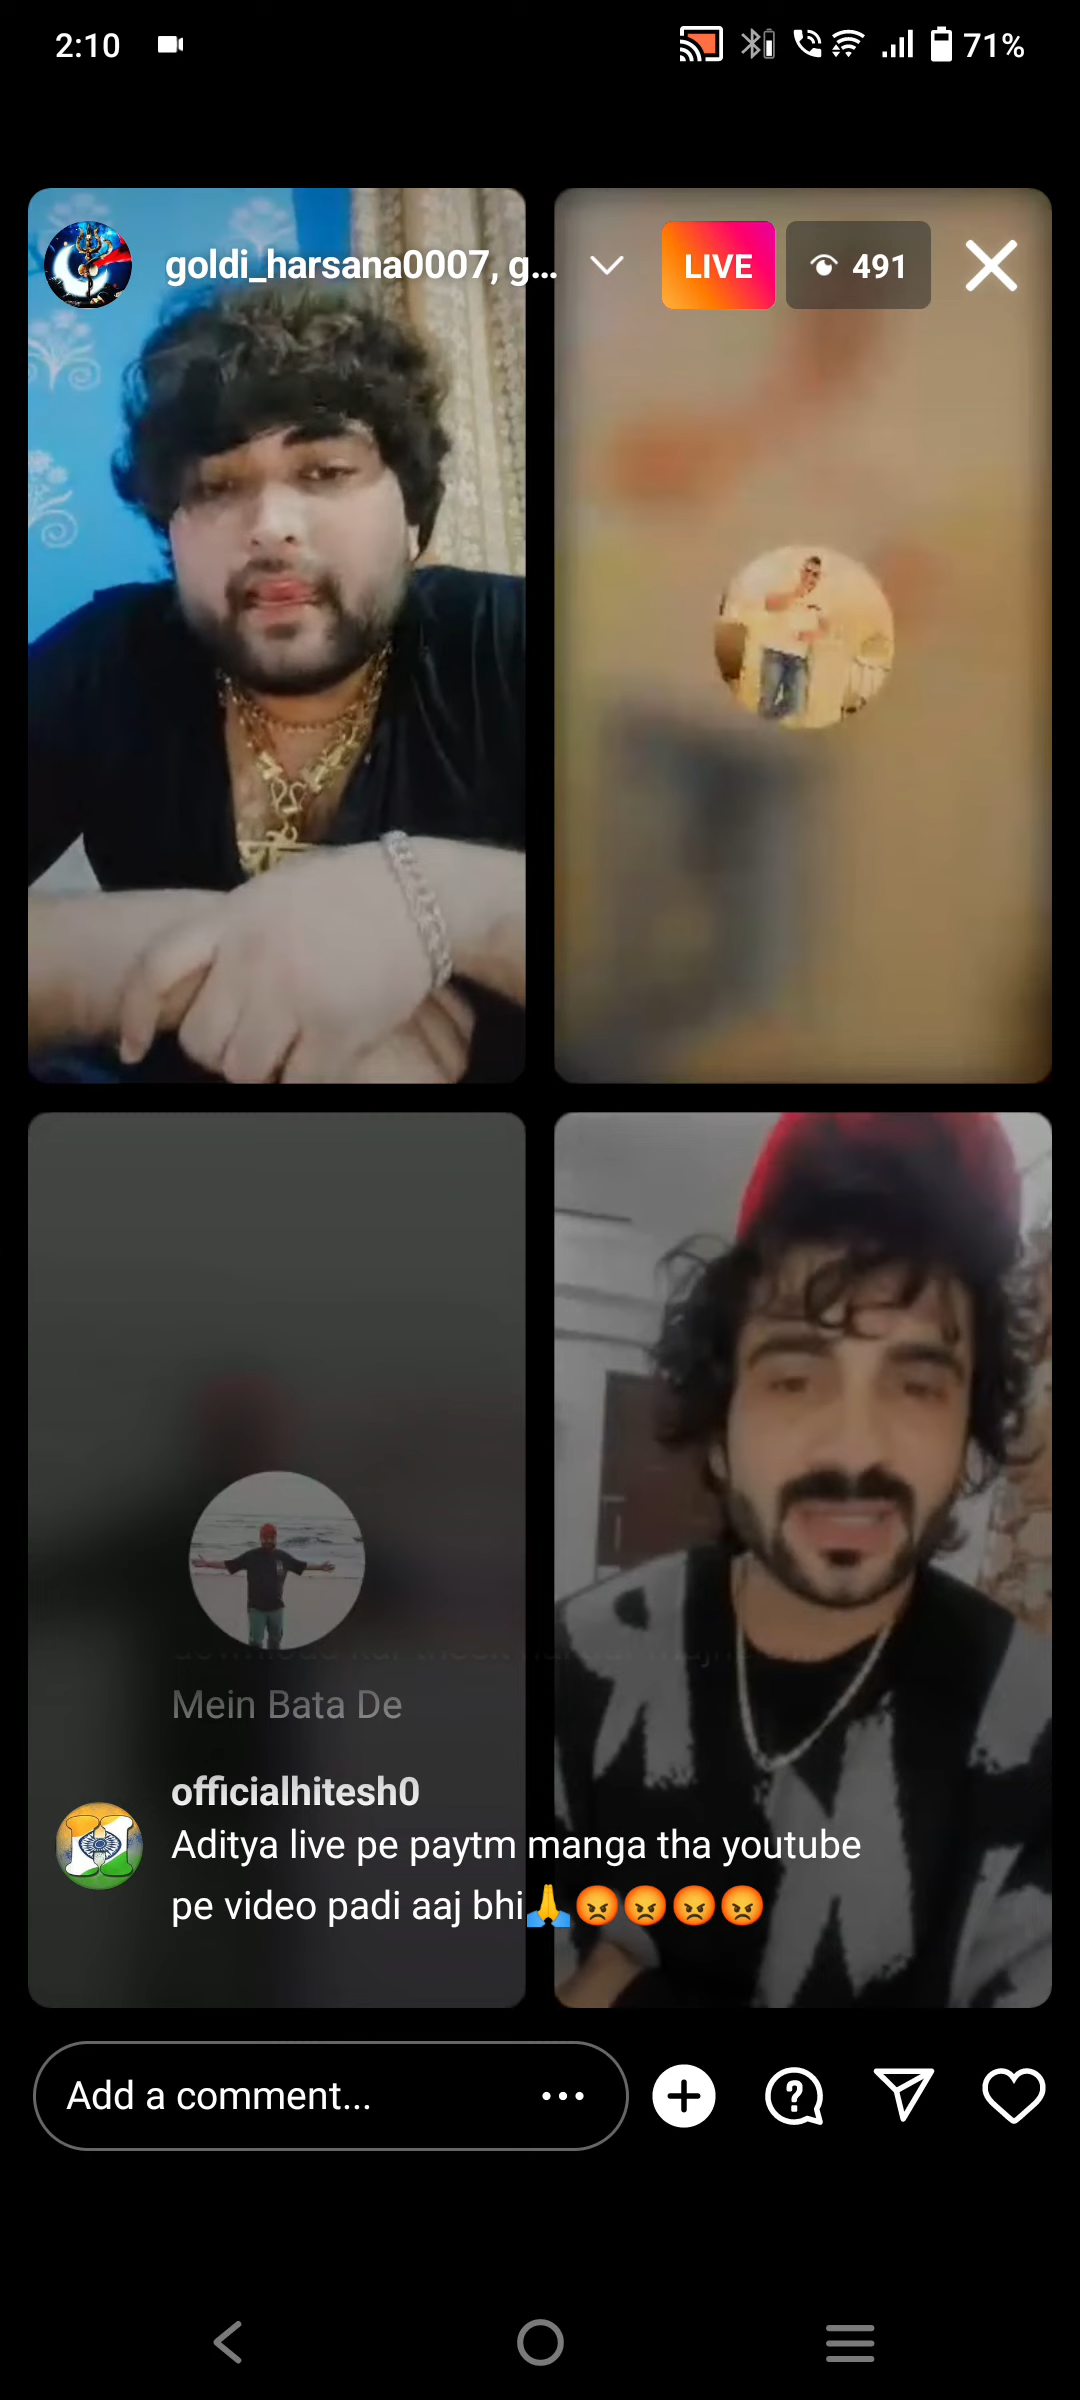 2:10
71%
goldi_harsana0007, g...
LIVE
491
Mein Bata De
officialhitesh0
Aditya live pe paytm manga tha youtube
pe video padi aaj bhi🙏😡😡😡😡
Add a comment...